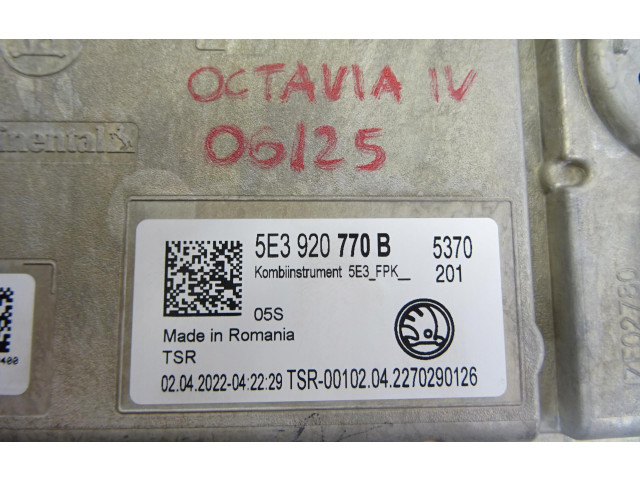 OCTAVIA IV
06/25
ntinental
5E3 920 770 B 5370
Kombiinstrument 5E3_FPK__ 201
05S
Made in Romania
TSR
02.04.2022-04:22:29 TSR-00102.04.2270290126